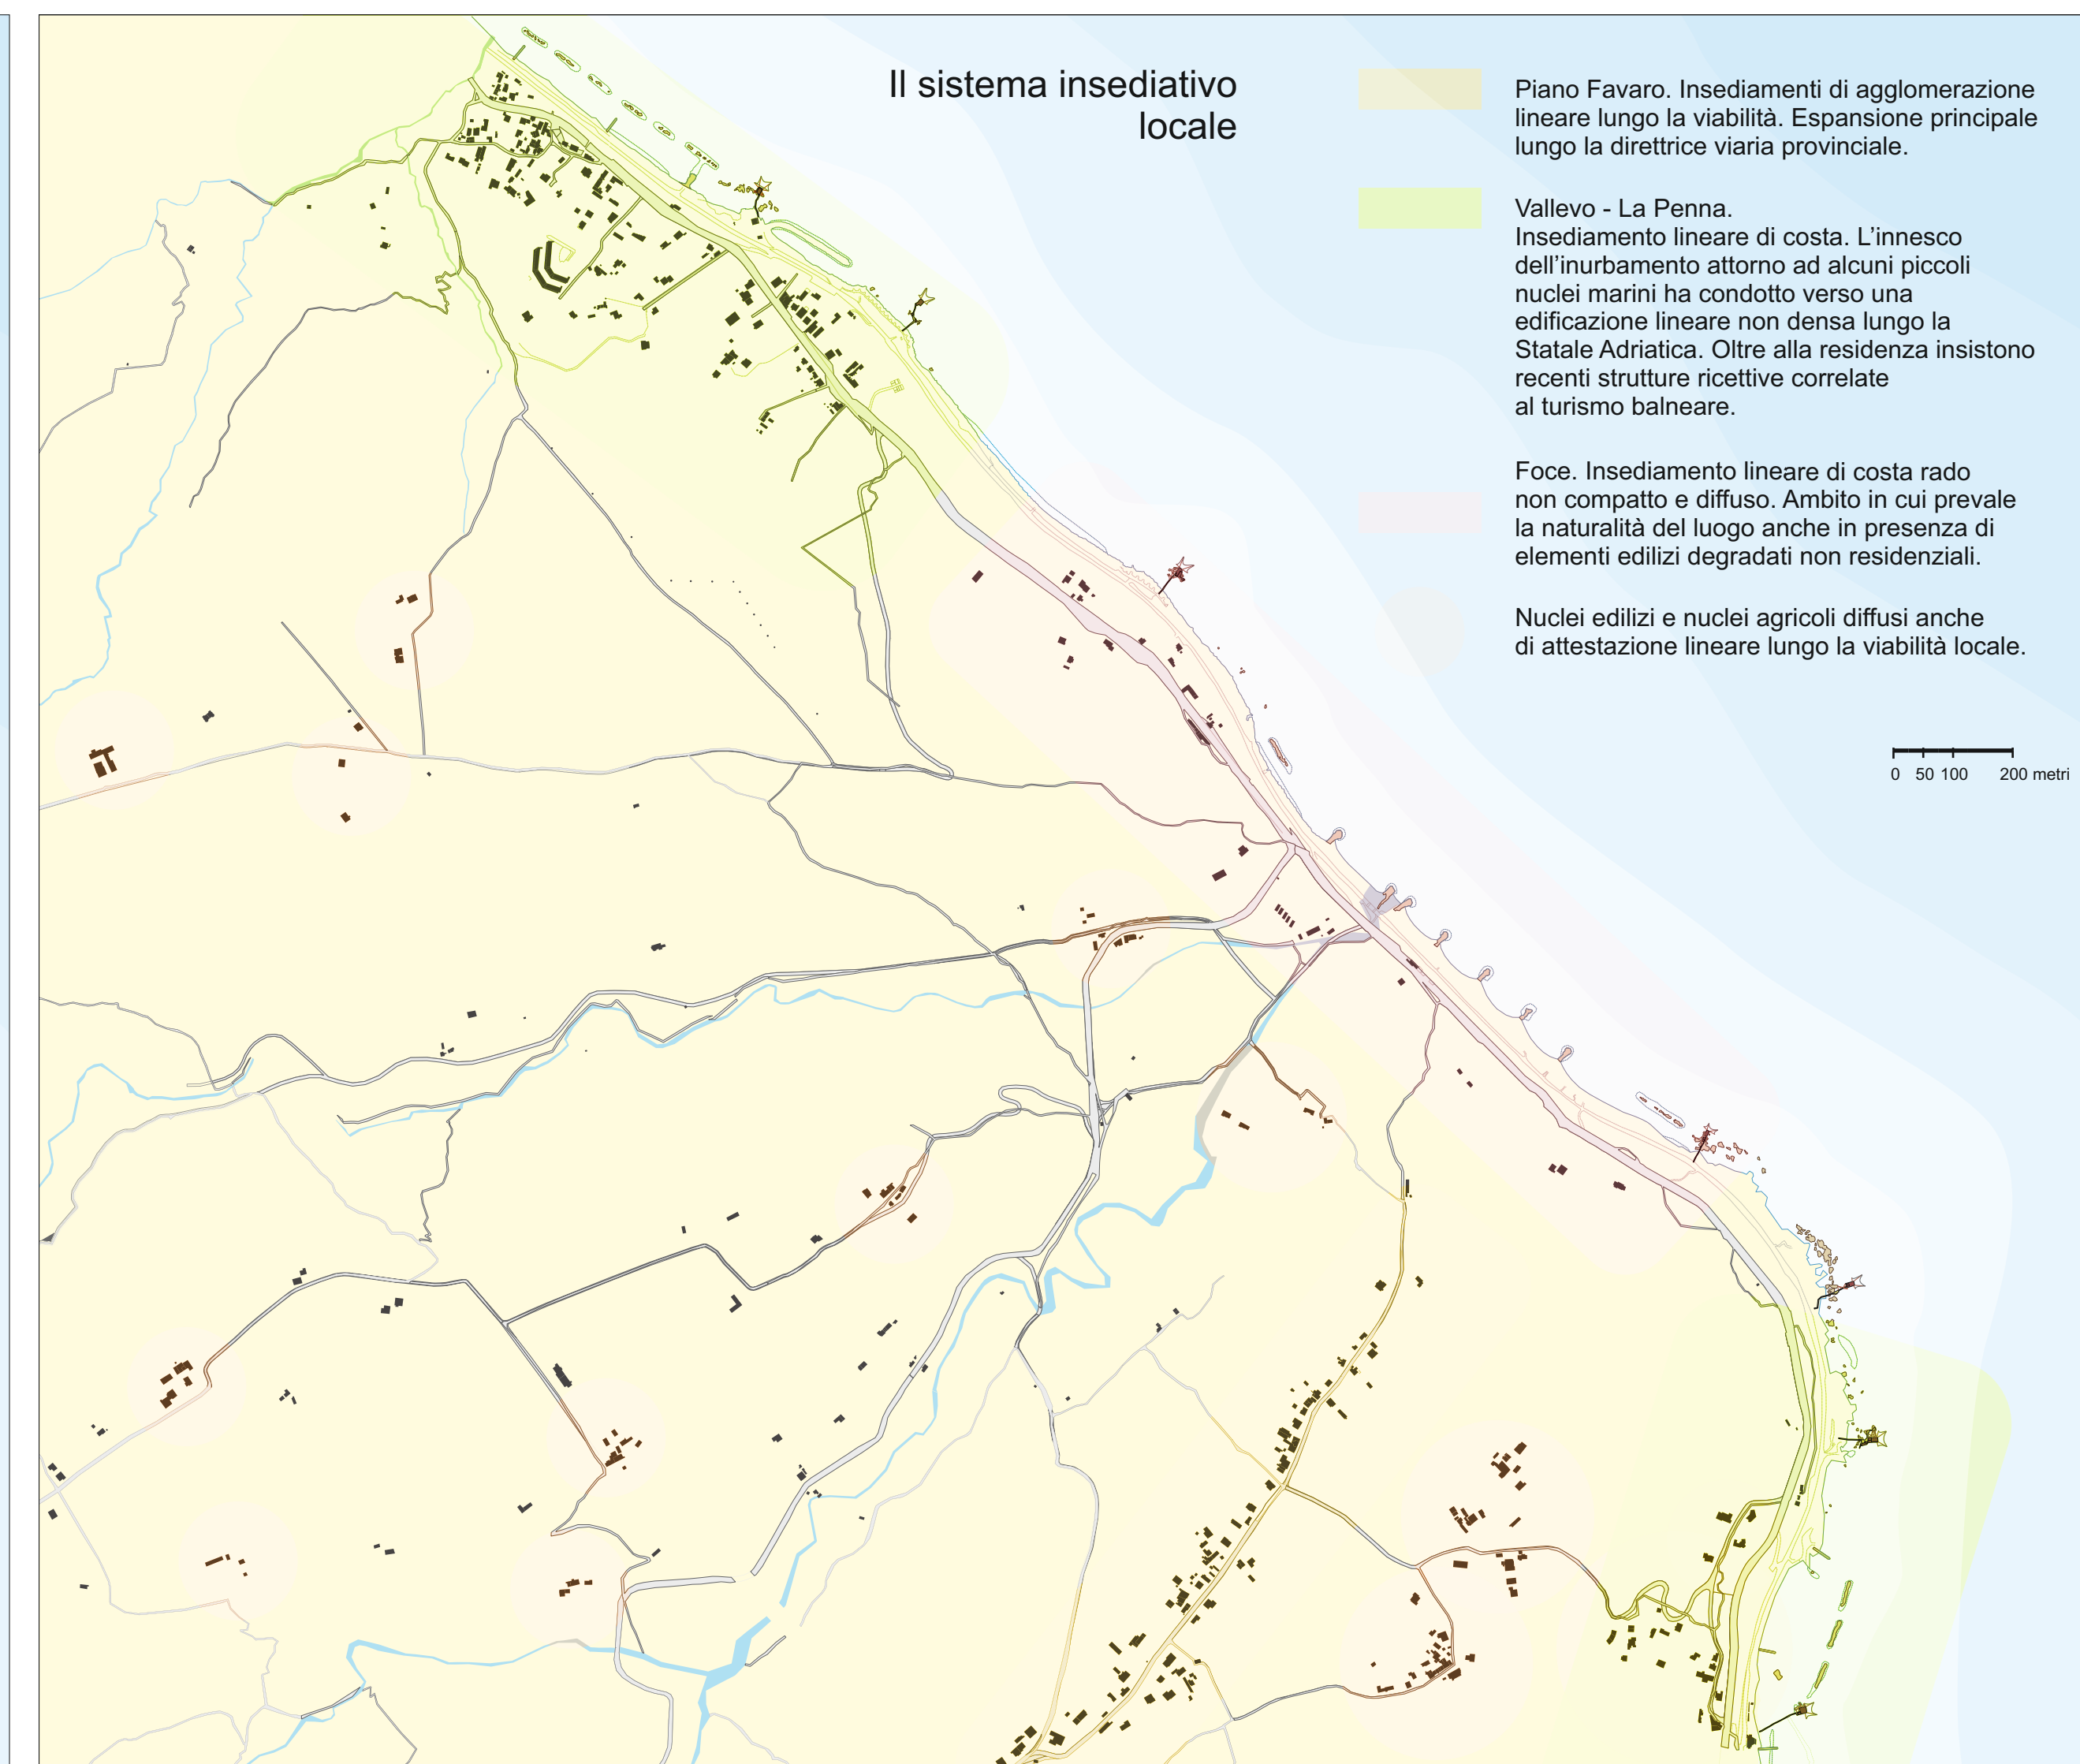 Il sistema insediativo
locale
Piano Favaro. Insediamenti di agglomerazione
lineare lungo la viabilità. Espansione principale
lungo la direttrice viaria provinciale.
Vallevo - La Penna.
Insediamento lineare di costa. L’innesco
dell’inurbamento attorno ad alcuni piccoli
nuclei marini ha condotto verso una
edificazione lineare non densa lungo la
Statale Adriatica. Oltre alla residenza insistono
recenti strutture ricettive correlate
al turismo balneare.
Foce. Insediamento lineare di costa rado
non compatto e diffuso. Ambito in cui prevale
la naturalità del luogo anche in presenza di
elementi edilizi degradati non residenziali.
Nuclei edilizi e nuclei agricoli diffusi anche
di attestazione lineare lungo la viabilità locale.
0 50 100 200 metri